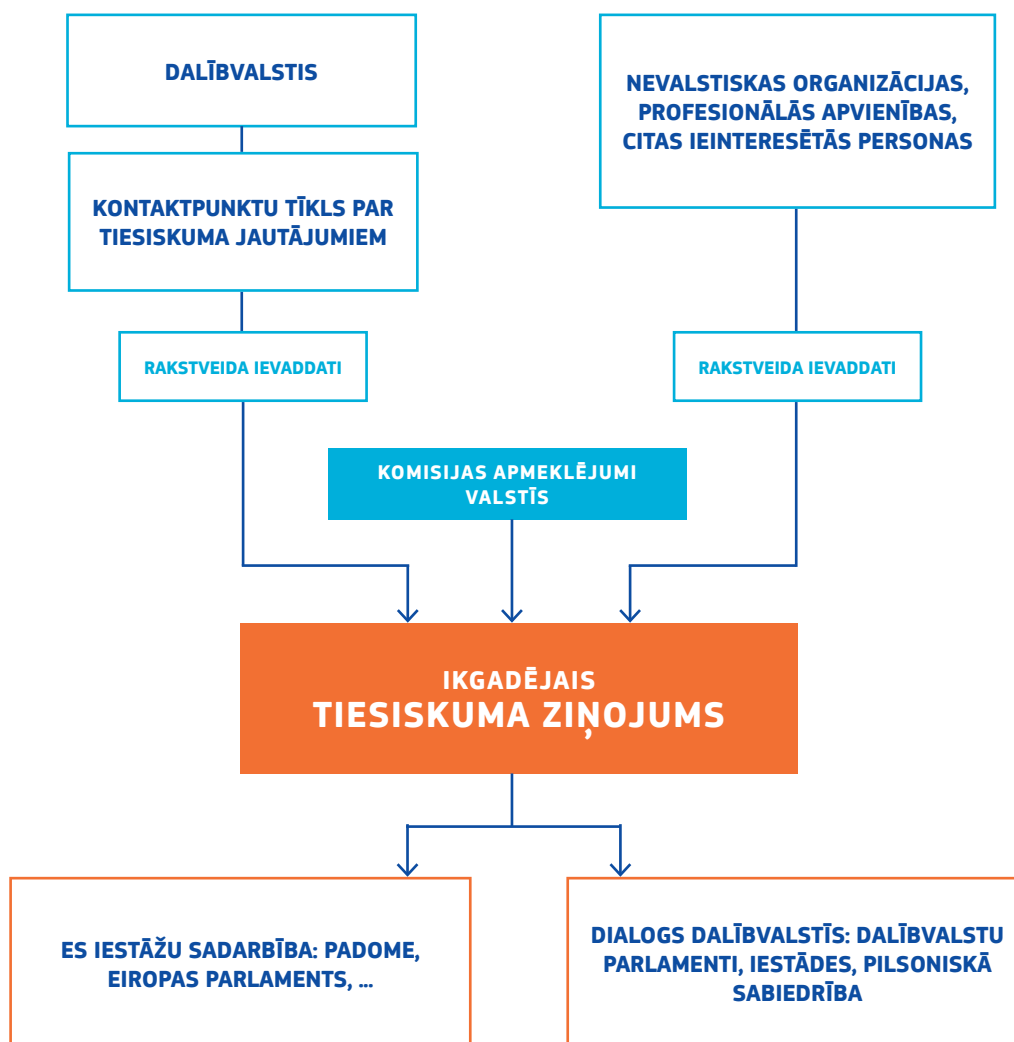 DALĪBVALSTIS
NEVALSTISKAS ORGANIZĀCIJAS,
PROFESIONĀLĀS APVIENĪBAS,
CITAS IEINTERESĒTĀS PERSONAS
KONTAKTPUNKTU TĪKLS PAR
TIESISKUMA JAUTĀJUMIEM
RAKSTVEIDA IEVADDATI
RAKSTVEIDA IEVADDATI
KOMISIJAS APMEKLĒJUMI
VALSTĪS
IKGADĒJAIS
TIESISKUMA ZIŅOJUMS
ES IESTĀŽU SADARBĪBA: PADOME,
EIROPAS PARLAMENTS, ...
DIALOGS DALĪBVALSTĪS: DALĪBVALSTU
PARLAMENTI, IESTĀDES, PILSONISKĀ
SABIEDRĪBA